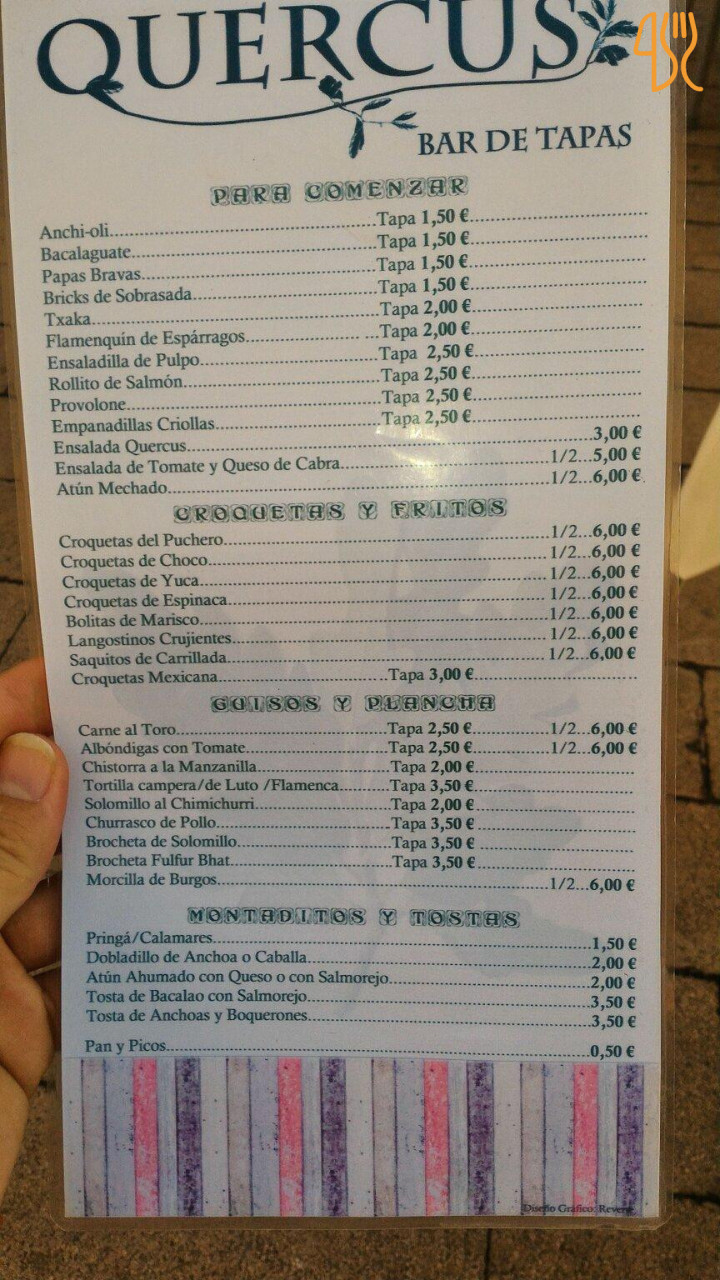 QUERCUS
BAR DE TAPAS
PARA COMENZAR
Anchi-oli.....Tapa 1,50 €.....
Bacalaguate.....Tapa 1,50 €.....
Papas Bravas.....Tapa 1,50 €.....
Bricks de Sobrasada.....Tapa 1,50 €.....
Txaka.....Tapa 2,00 €.....
Flamenquín de Espárragos.....Tapa 2,00 €.....
Ensaladilla de Pulpo.....Tapa 2,50 €.....
Rollito de Salmón.....Tapa 2,50 €.....
Provolone.....Tapa 2,50 €.....
Empanadillas Criollas.....Tapa 2,50 €.....
Ensalada Quercus.....3,00 €
Ensalada de Tomate y Queso de Cabra.....1/2...5,00 €
Atún Mechado.....1/2...6,00 €
CROQUETAS Y FRITOS
Croquetas del Puchero.....1/2...6,00 €
Croquetas de Choco.....1/2...6,00 €
Croquetas de Yuca.....1/2...6,00 €
Croquetas de Espinaca.....1/2...6,00 €
Bolitas de Marisco.....1/2...6,00 €
Langostinos Crujientes.....1/2...6,00 €
Saquitos de Carrillada.....1/2...6,00 €
Croquetas Mexicana.....Tapa 3,00 €.....
GUISOS Y PLANCHA
Carne al Toro.....Tapa 2,50 €.....1/2...6,00 €
Albóndigas con Tomate.....Tapa 2,50 €.....1/2...6,00 €
Chistorra a la Manzanilla.....Tapa 2,00 €.....
Tortilla campera/de Luto /Flamenca.....Tapa 3,50 €.....
Solomillo al Chimichurri.....Tapa 2,00 €.....
Churrasco de Pollo.....Tapa 3,50 €.....
Brocheta de Solomillo.....Tapa 3,50 €.....
Brocheta Fulfur Bhat.....Tapa 3,50 €.....
Morcilla de Burgos.....1/2...6,00 €
MONTADITOS Y TOSTAS
Pringá/Calamares.....1,50 €
Dobladillo de Anchoa o Caballa.....2,00 €
Atún Ahumado con Queso o con Salmorejo.....2,00 €
Tosta de Bacalao con Salmorejo.....3,50 €
Tosta de Anchoas y Boquerones.....3,50 €
Pan y Picos.....0,50 €
Diseño Grafico: